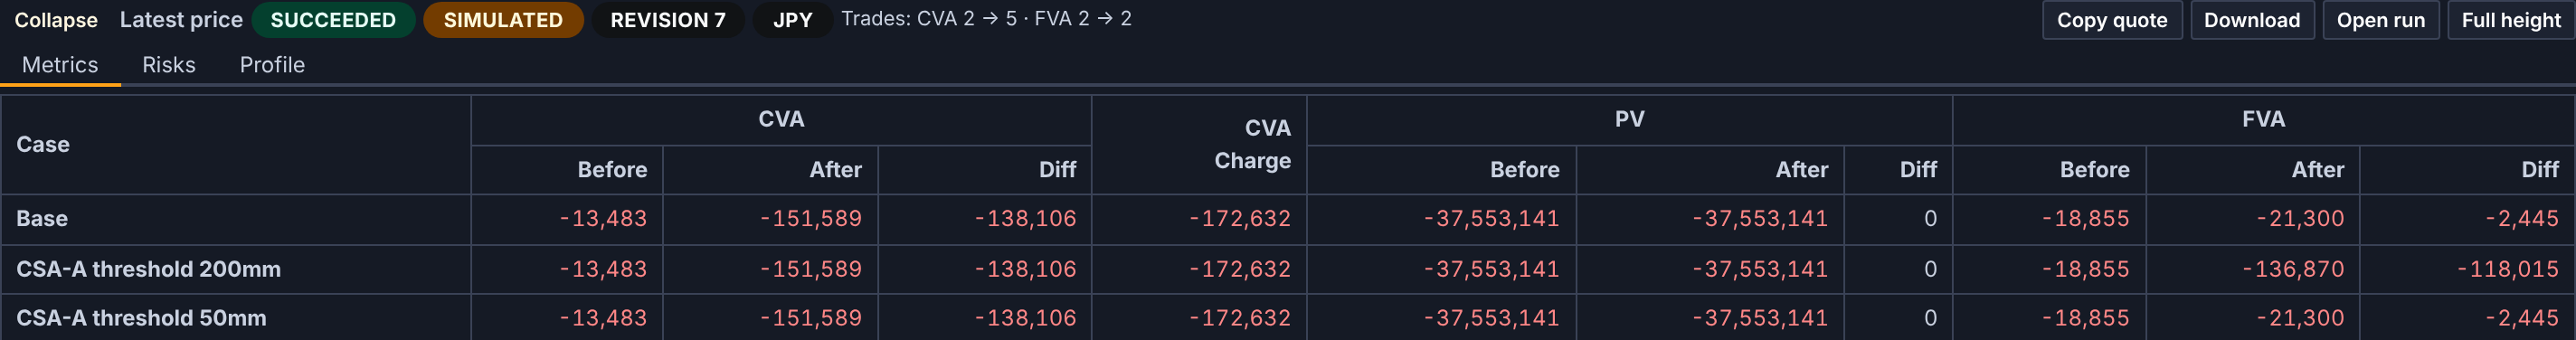 Collapse Latest price SUCCEEDED SIMULATED REVISION 7 JPY Trades: CVA 2 → 5 · FVA 2 → 2 Copy quote Download Open run Full height
Metrics Risks Profile
Case CVA CVA Charge PV FVA
Before After Diff Before After Diff Before After Diff
Base -13,483 -151,589 -138,106 -172,632 -37,553,141 -37,553,141 0 -18,855 -21,300 -2,445
CSA-A threshold 200mm -13,483 -151,589 -138,106 -172,632 -37,553,141 -37,553,141 0 -18,855 -136,870 -118,015
CSA-A threshold 50mm -13,483 -151,589 -138,106 -172,632 -37,553,141 -37,553,141 0 -18,855 -21,300 -2,445